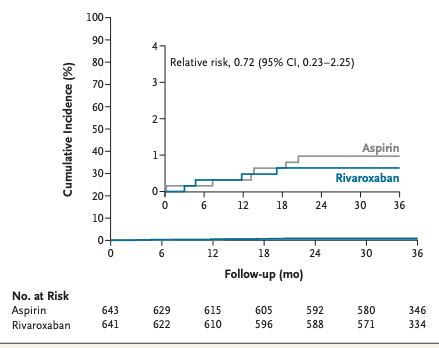 Cumulative Incidence (%)
100
90
80
70
60
50
40
30
20
10
0
4
3
2
1
0
Relative risk, 0.72 (95% CI, 0.23–2.25)
Aspirin
Rivaroxaban
0 6 12 18 24 30 36
0 6 12 18 24 30 36
Follow-up (mo)
No. at Risk
Aspirin 643 629 615 605 592 580 346
Rivaroxaban 641 622 610 596 588 571 334